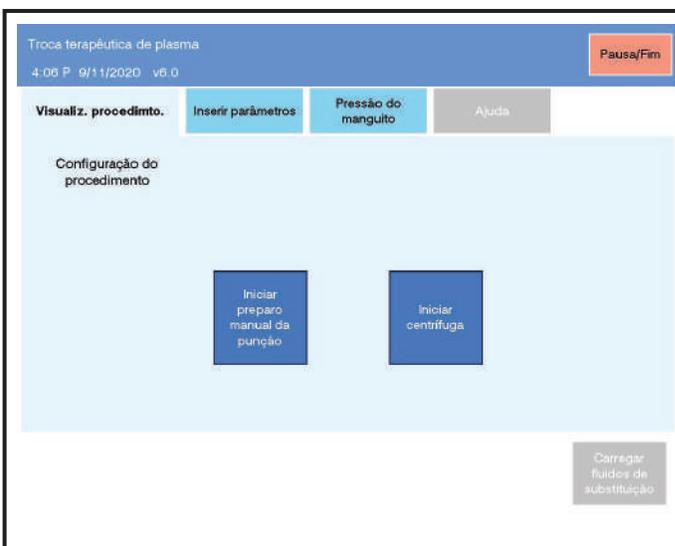 Troca terapêutica de plasma
4:06 P 9/11/2020 v6.0
Pausa/Fim
Visualiz. procedimto.
Inserir parâmetros
Pressão do
manguito
Ajuda
Configuração do
procedimento
Iniciar
preparo
manual da
punção
Iniciar
centrífuga
Carregar
fluidos de
substituição